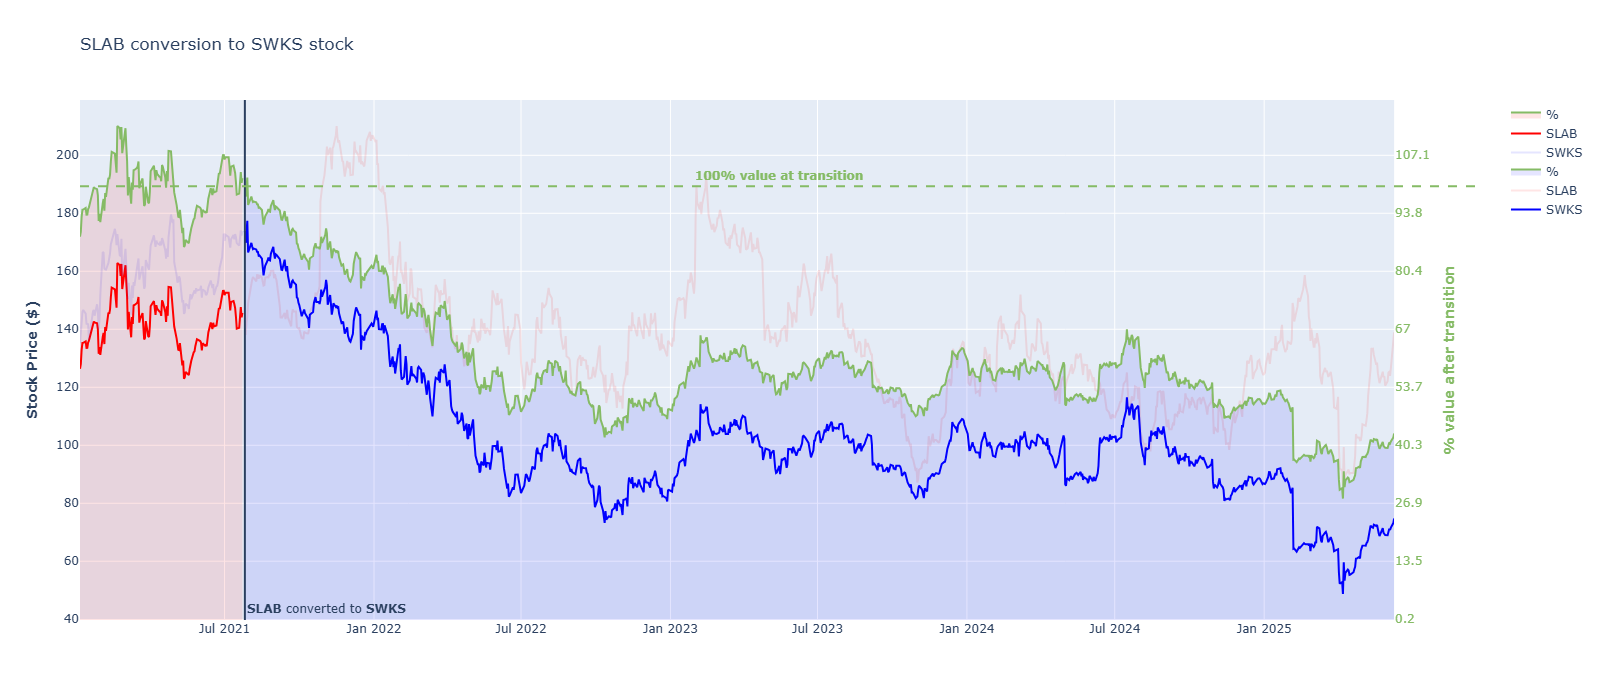 SLAB conversion to SWKS stock
%
SLAB
SWKS
%
SLAB
SWKS
Stock Price ($)
200
180
160
140
120
100
80
60
40
107.1
93.8
80.4
67
53.7
40.3
26.9
13.5
0.2
% value after transition
100% value at transition
SLAB converted to SWKS
Jul 2021
Jan 2022
Jul 2022
Jan 2023
Jul 2023
Jan 2024
Jul 2024
Jan 2025